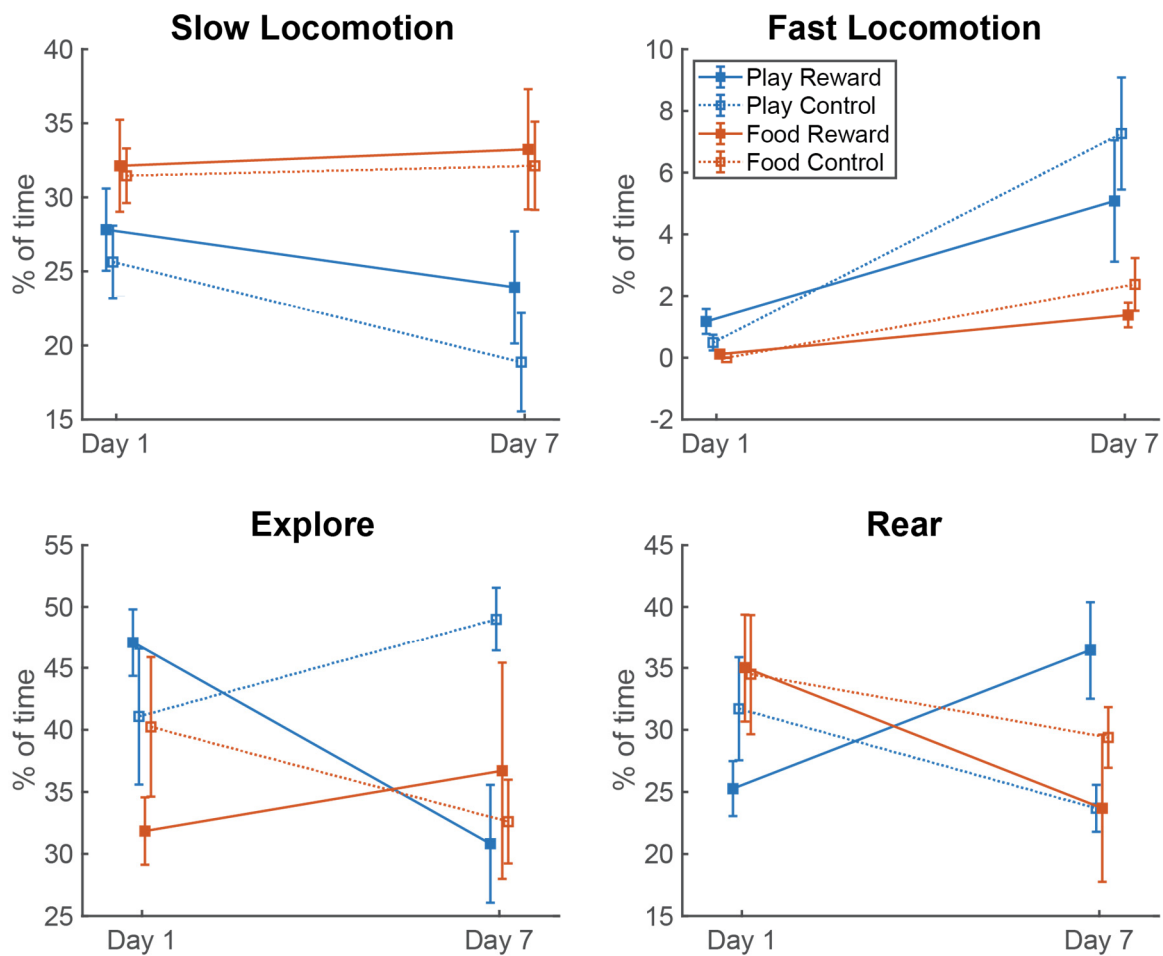 Slow Locomotion
% of time
40
35
30
25
20
15
Day 1 Day 7
Fast Locomotion
% of time
10
8
6
4
2
0
-2
Day 1 Day 7
Play Reward
Play Control
Food Reward
Food Control
Explore
% of time
55
50
45
40
35
30
25
Day 1 Day 7
Rear
% of time
45
40
35
30
25
20
15
Day 1 Day 7